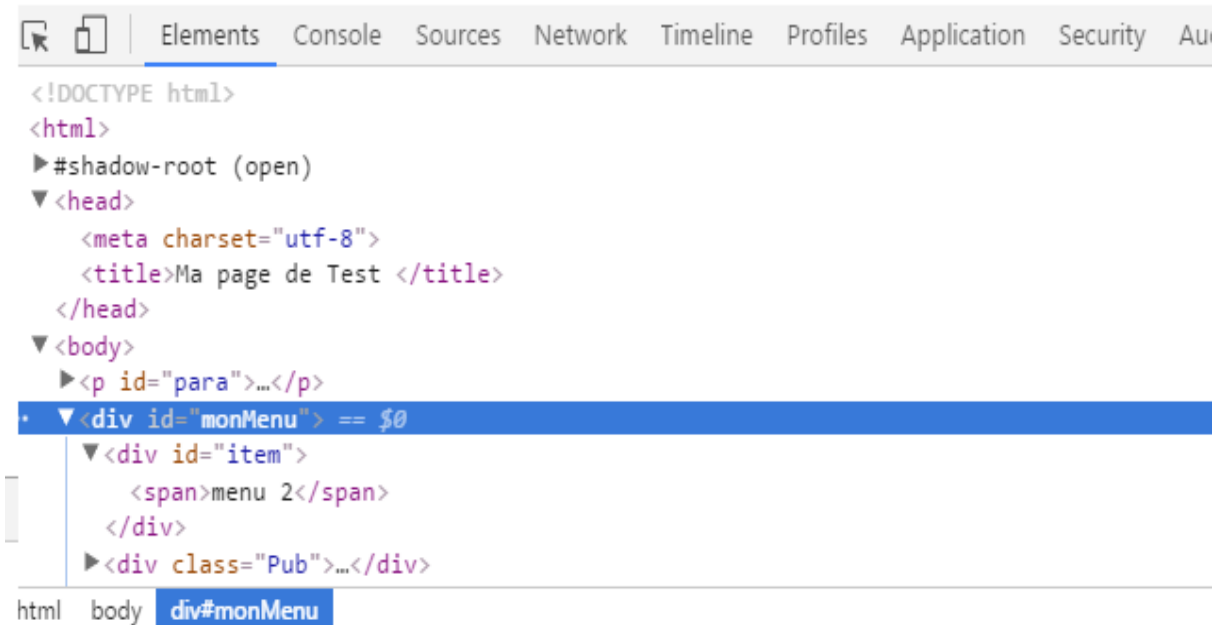 Elements Console Sources Network Timeline Profiles Application Security Au
<!DOCTYPE html>
<html>
▶#shadow-root (open)
▼<head>
<meta charset="utf-8">
<title>Ma page de Test </title>
</head>
▼<body>
▶<p id="para">…</p>
▼<div id="monMenu"> == $0
▼<div id="item">
<span>menu 2</span>
</div>
▶<div class="Pub">…</div>
html body div#monMenu